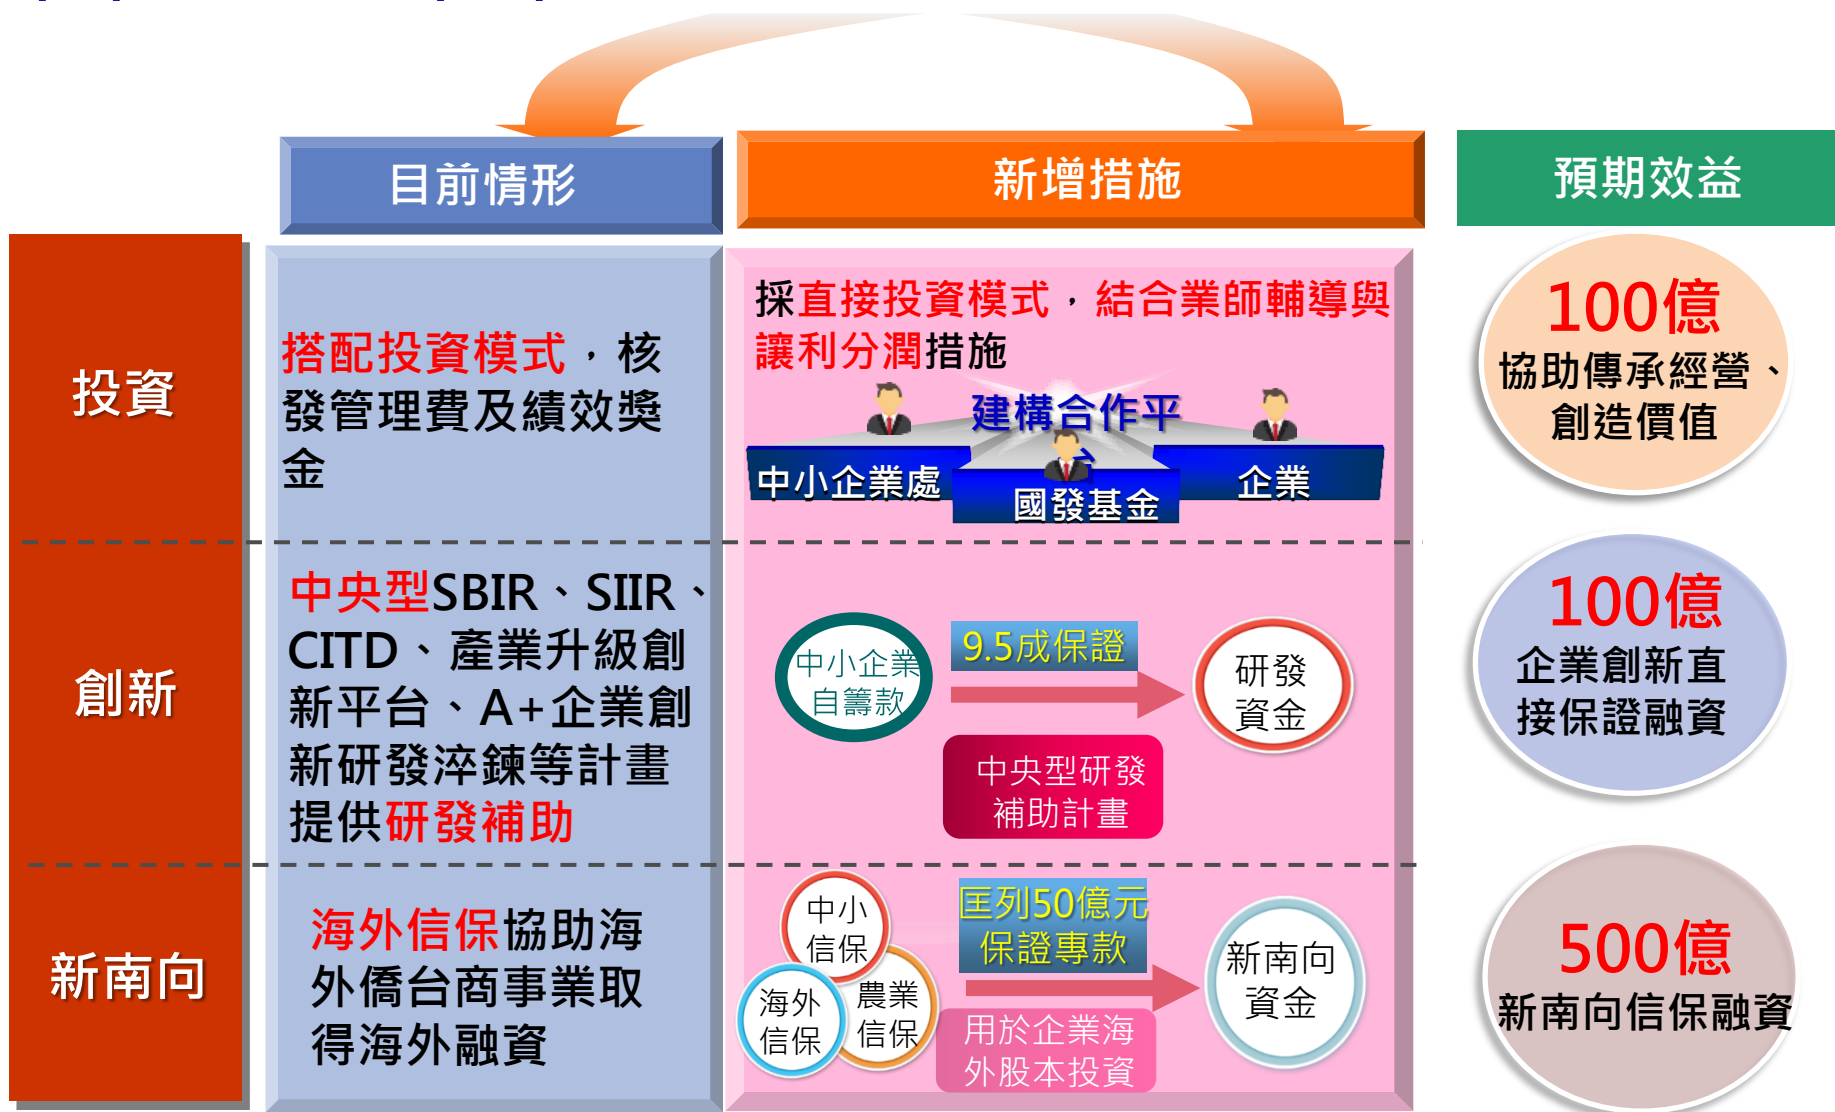 目前情形
新增措施
預期效益
投資
搭配投資模式，核
發管理費及績效獎
金
採直接投資模式，結合業師輔導與
讓利分潤措施
建構合作平
台
中小企業處
國發基金
企業
100億
協助傳承經營、
創造價值
創新
中央型SBIR、SIIR、
CITD、產業升級創
新平台、A+企業創
新研發淬鍊等計畫
提供研發補助
中小企業
自籌款
9.5成保證
中央型研發
補助計畫
研發
資金
100億
企業創新直
接保證融資
新南向
海外信保協助海
外僑台商事業取
得海外融資
中小
信保
海外
信保
農業
信保
匡列50億元
保證專款
用於企業海
外股本投資
新南向
資金
500億
新南向信保融資